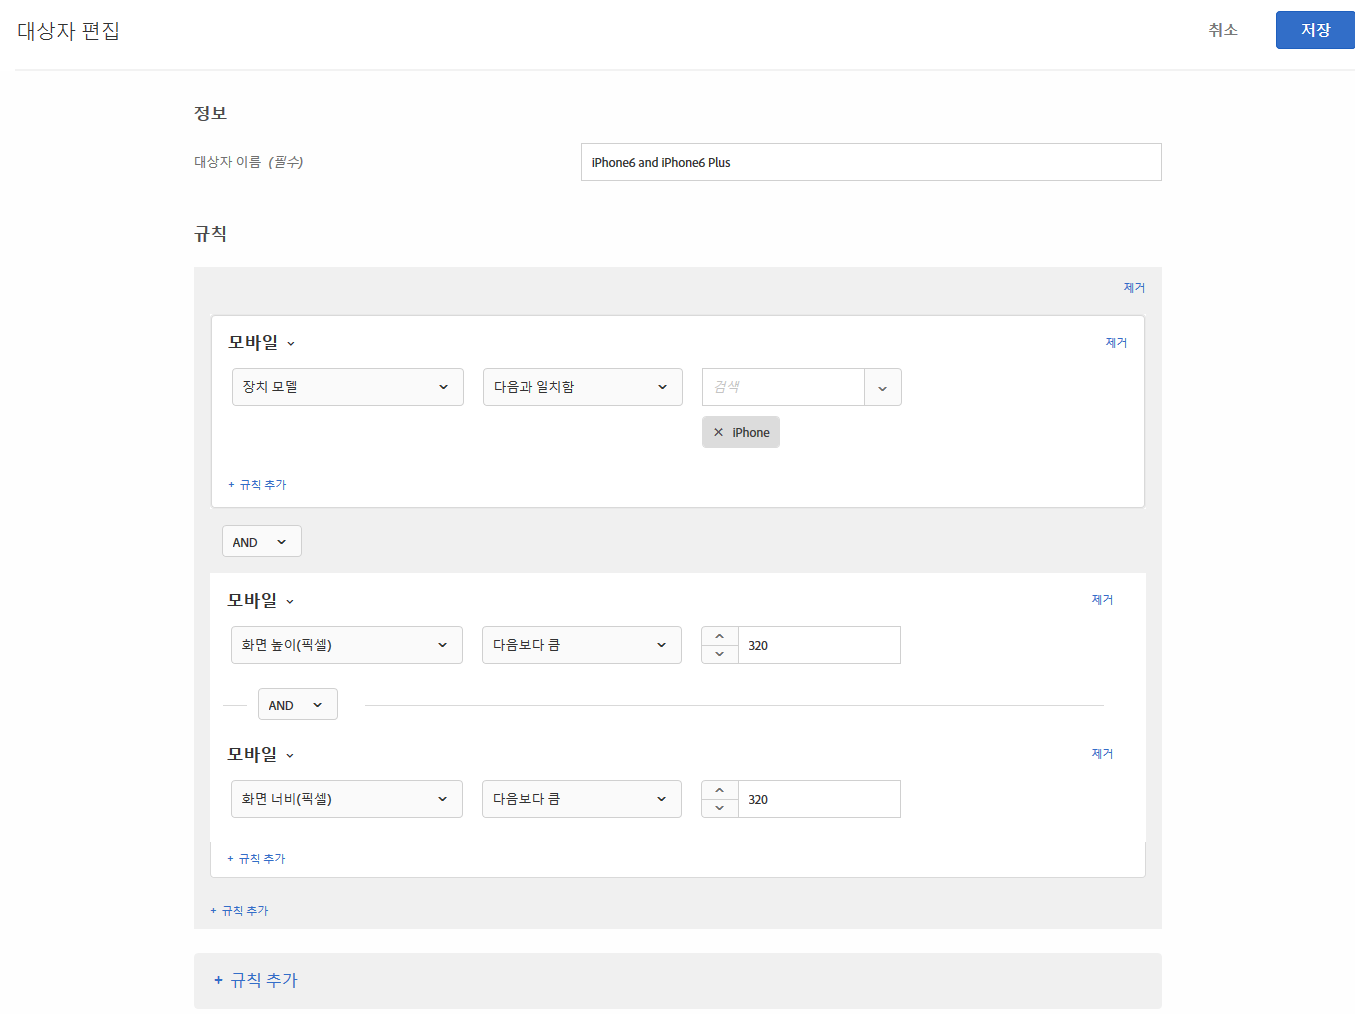 대상자 편집
취소
저장
정보
대상자 이름 (필수)
iPhone6 and iPhone6 Plus
규칙
제거
모바일
제거
장치 모델
다음과 일치함
검색
× iPhone
+ 규칙 추가
AND
모바일
제거
화면 높이(픽셀)
다음보다 큼
320
AND
모바일
제거
화면 너비(픽셀)
다음보다 큼
320
+ 규칙 추가
+ 규칙 추가
+ 규칙 추가